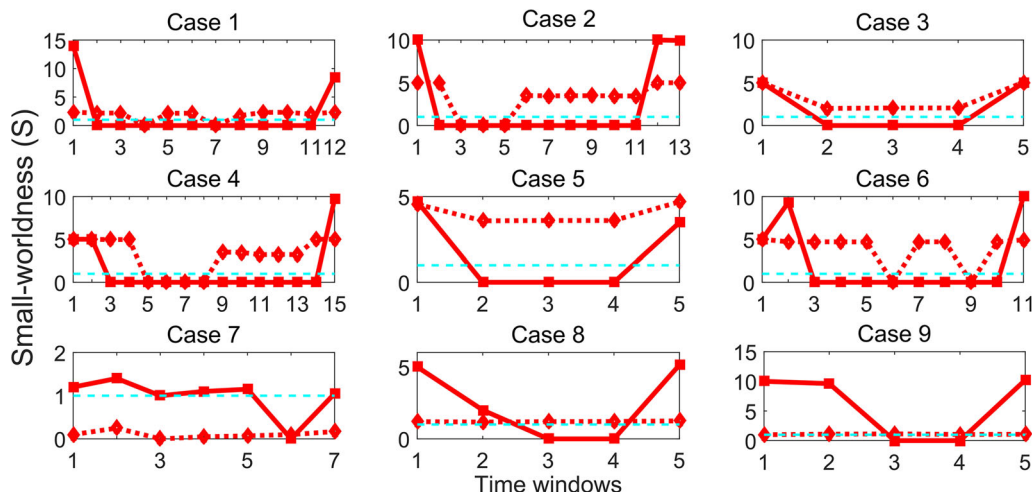 Case 1
Case 2
Case 3
15
10
5
0
1 3 5 7 9 11 12
10
5
0
1 3 5 7 9 11 13
10
5
0
1 2 3 4 5
Small-worldness (S)
Case 4
Case 5
Case 6
10
5
0
1 3 5 7 9 11 13 15
5
0
1 2 3 4 5
10
5
0
1 3 5 7 9 11
Case 7
Case 8
Case 9
2
1
0
1 3 5 7
5
0
1 2 3 4 5
15
10
5
0
1 2 3 4 5
Time windows